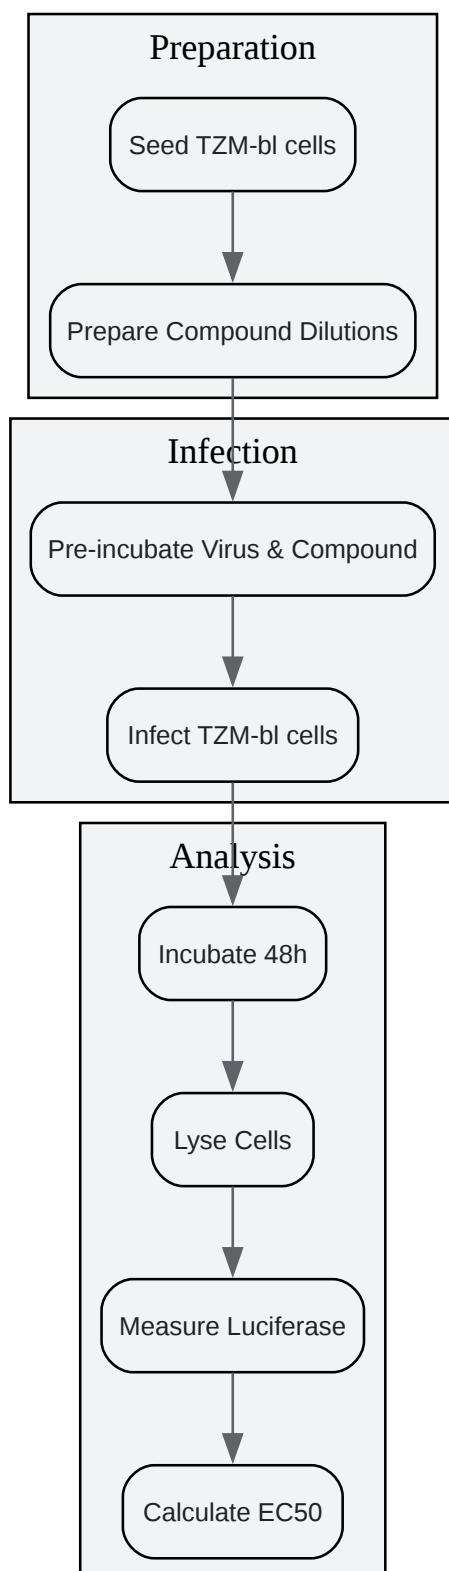 Preparation
Seed TZM-bl cells
Prepare Compound Dilutions
Infection
Pre-incubate Virus & Compound
Infect TZM-bl cells
Analysis
Incubate 48h
Lyse Cells
Measure Luciferase
Calculate EC50